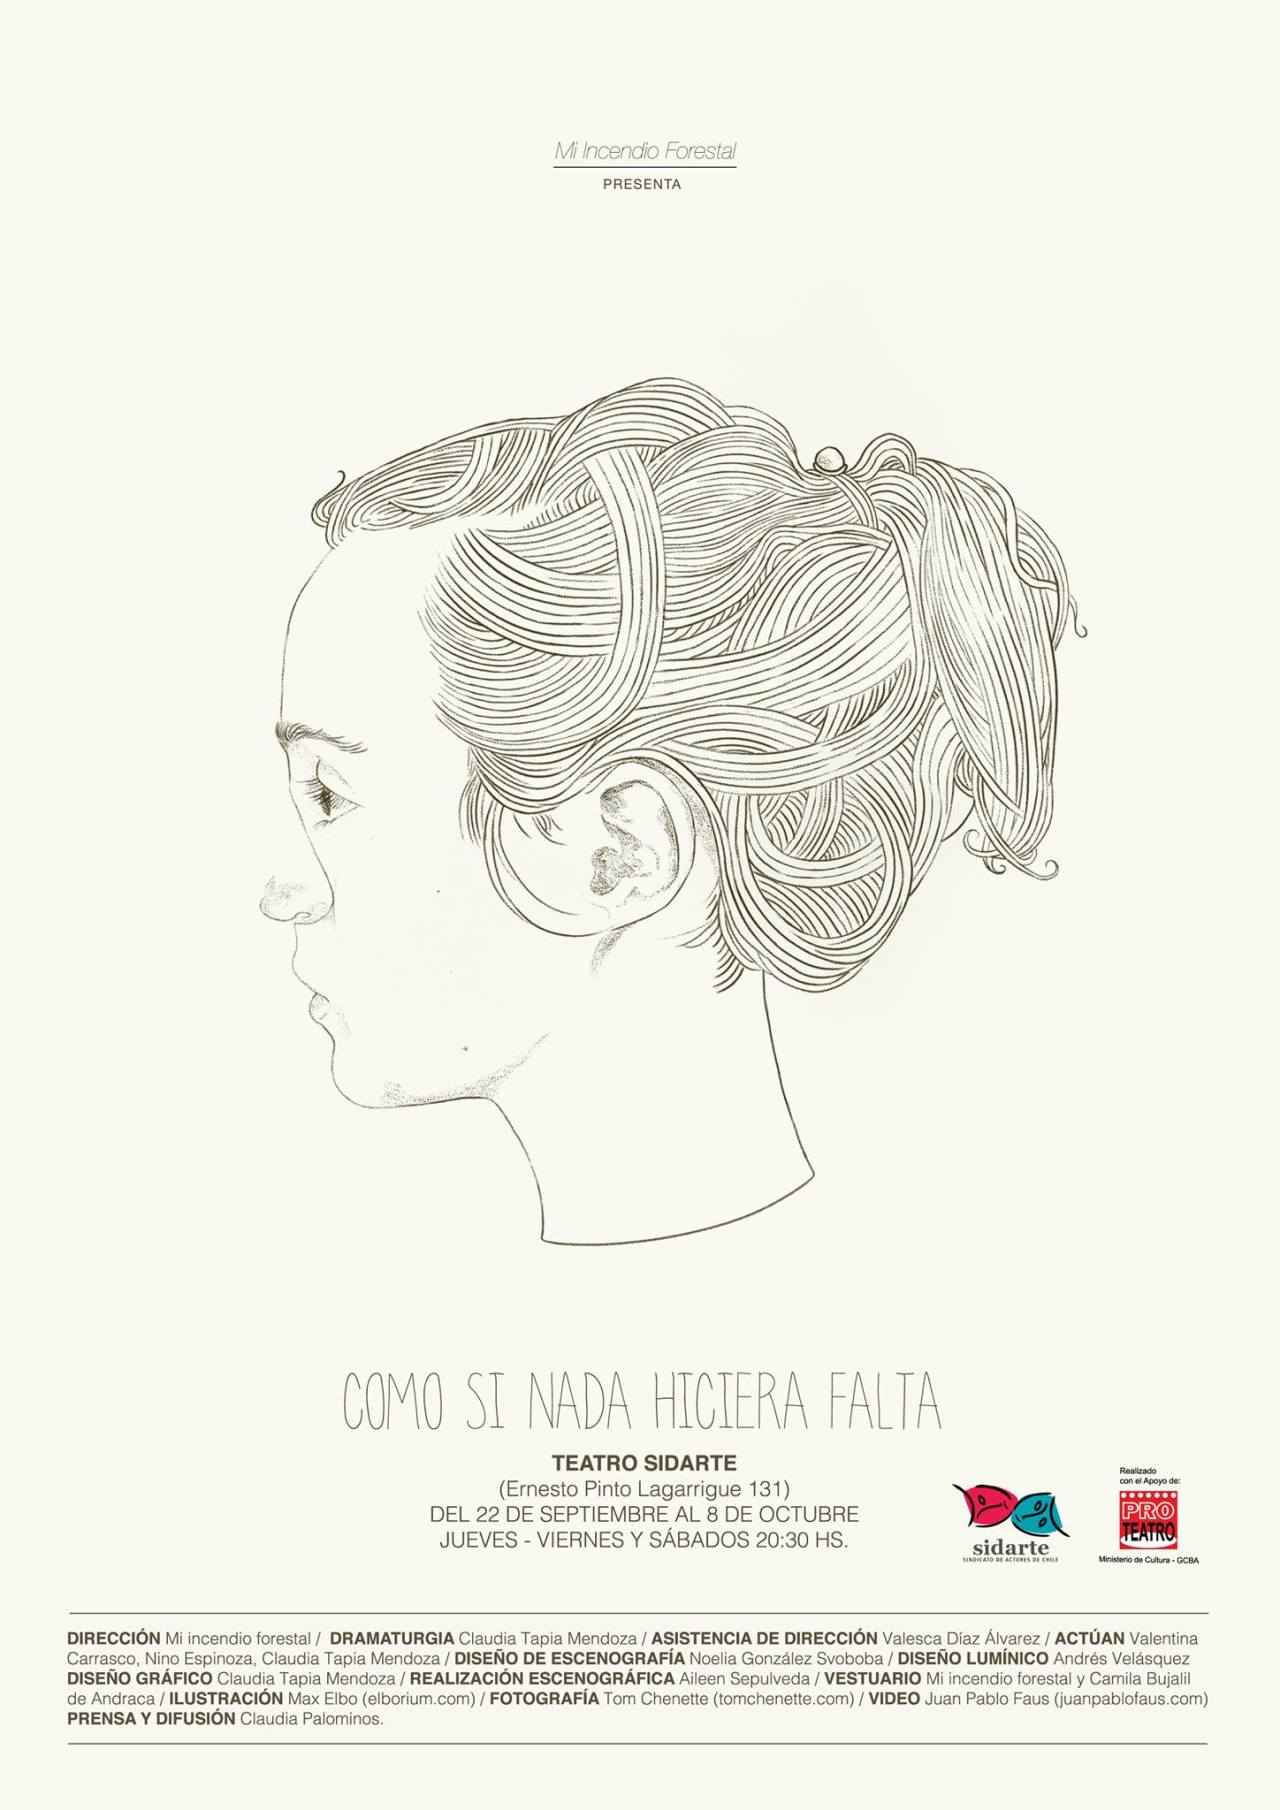 Mi Incendio Forestal
PRESENTA
COMO SI NADA HICIERA FALTA
TEATRO SIDARTE
(Ernesto Pinto Lagarrigue 131)
DEL 22 DE SEPTIEMBRE AL 8 DE OCTUBRE
JUEVES - VIERNES Y SÁBADOS 20:30 HS.
sidarte
SINDICATO DE ACTORES DE CHILE
Realizado
con el Apoyo de:
PRO
TEATRO
Ministerio de Cultura - GCBA
DIRECCIÓN Mi incendio forestal / DRAMATURGIA Claudia Tapia Mendoza / ASISTENCIA DE DIRECCIÓN Valesca Díaz Álvarez / ACTÚAN Valentina
Carrasco, Nino Espinoza, Claudia Tapia Mendoza / DISEÑO DE ESCENOGRAFÍA Noelia González Svoboba / DISEÑO LUMÍNICO Andrés Velásquez
DISEÑO GRÁFICO Claudia Tapia Mendoza / REALIZACIÓN ESCENOGRÁFICA Aileen Sepulveda / VESTUARIO Mi incendio forestal y Camila Bujalil
de Andraca / ILUSTRACIÓN Max Elbo (elborium.com) / FOTOGRAFÍA Tom Chenette (tomchenette.com) / VIDEO Juan Pablo Faus (juanpablofaus.com)
PRENSA Y DIFUSIÓN Claudia Palominos.